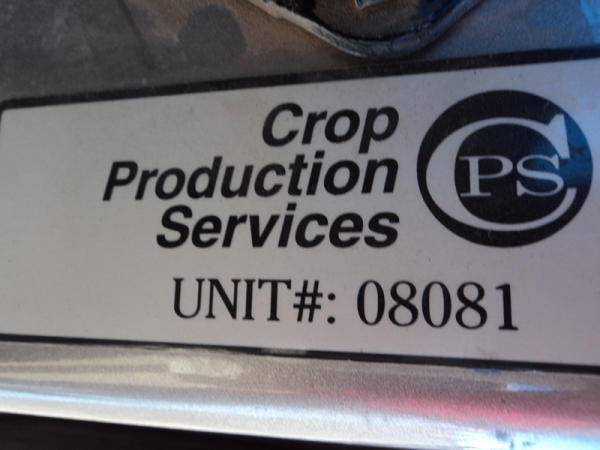 Crop
Production
Services
CPS
UNIT#: 08081